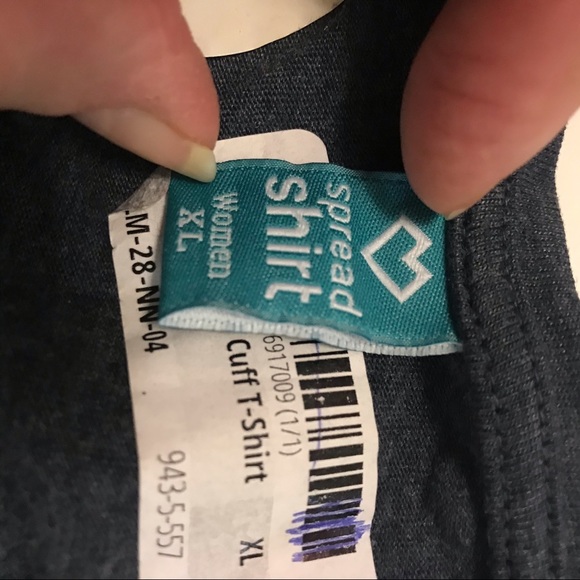 spread
shirt
Women
XL
6917009 (1/1)
Cuff T-Shirt XL
M-28-NN-04
943-5-557